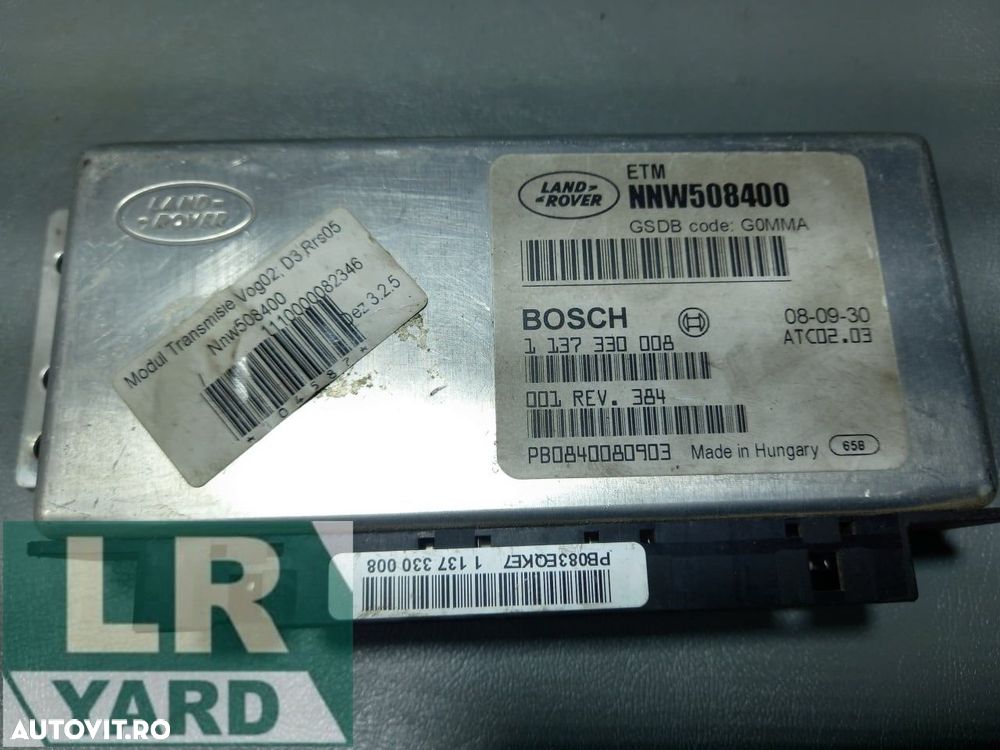 LAND-
-ROVER
Modul Transmisie Vog02. D3,Rrs05
Nnw508400
/ 1110000082346
Dez 3.2.5
LAND-
-ROVER
ETM
NNW508400
GSDB code: G0MMA
BOSCH
08-09-30
1 137 330 008
ATC02.03
001 REV. 384
PB0840080903 Made in Hungary 658
PB083EQKE7 1 137 330 008
LR
YARD
AUTOVIT.RO